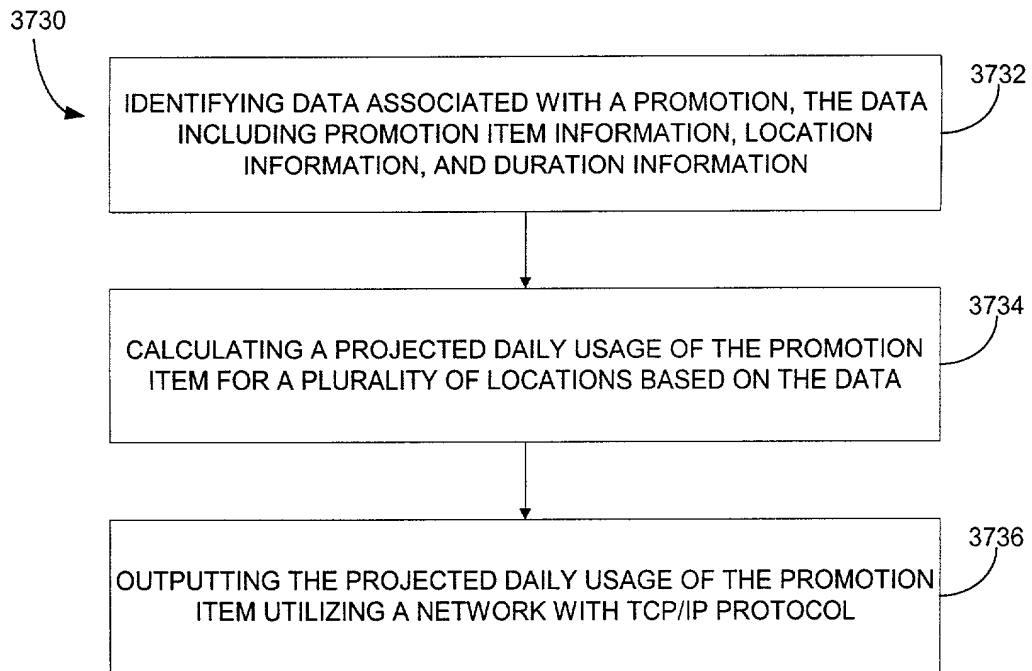 3730
3732
IDENTIFYING DATA ASSOCIATED WITH A PROMOTION, THE DATA
INCLUDING PROMOTION ITEM INFORMATION, LOCATION
INFORMATION, AND DURATION INFORMATION
3734
CALCULATING A PROJECTED DAILY USAGE OF THE PROMOTION
ITEM FOR A PLURALITY OF LOCATIONS BASED ON THE DATA
3736
OUTPUTTING THE PROJECTED DAILY USAGE OF THE PROMOTION
ITEM UTILIZING A NETWORK WITH TCP/IP PROTOCOL